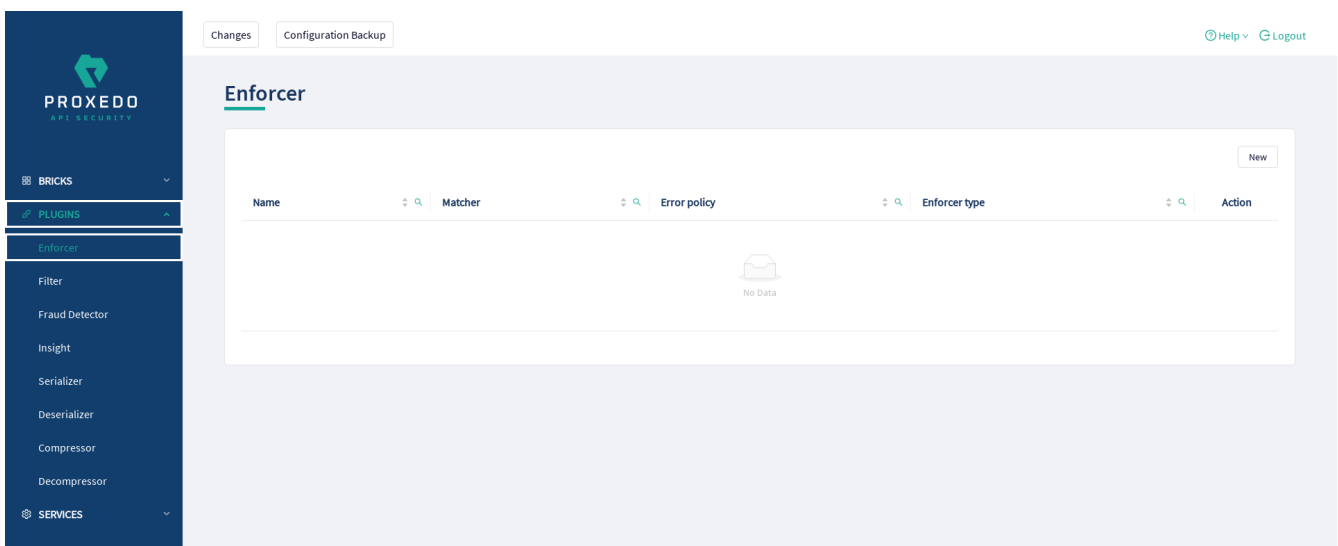 Changes
Configuration Backup
Help
Logout
PROXEDO
API SECURITY
BRICKS
PLUGINS
Enforcer
Filter
Fraud Detector
Insight
Serializer
Deserializer
Compressor
Decompressor
SERVICES
Enforcer
New
Name Matcher Error policy Enforcer type Action
No Data